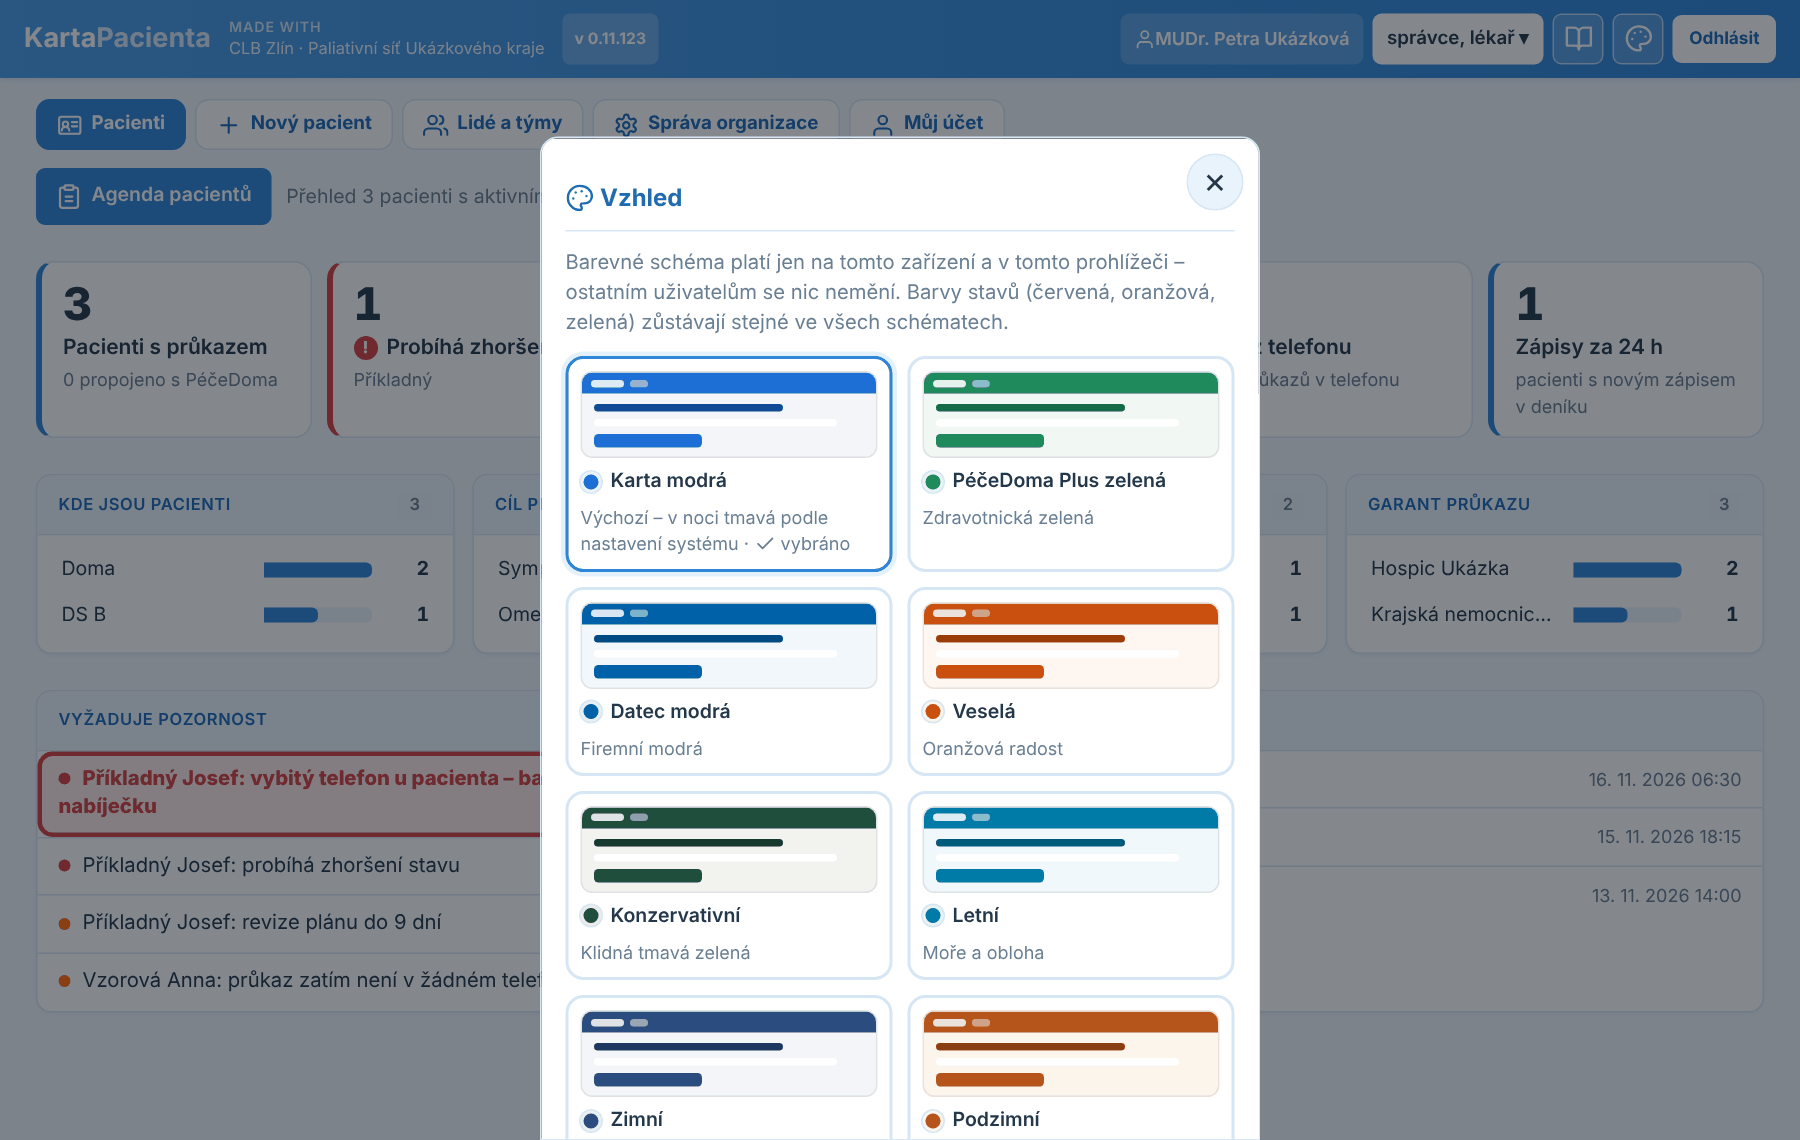 KartaPacienta
MADE WITH
CLB Zlín · Paliativní síť Ukázkového kraje
v 0.11.123
MUDr. Petra Ukázková
správce, lékař ▾
Odhlásit
Pacienti
Nový pacient
Lidé a týmy
Správa organizace
Můj účet
Agenda pacientů
Přehled 3 pacienti s aktivním
3
Pacienti s průkazem
0 propojeno s PéčeDoma
1
Probíhá zhoršení
Příkladný
telefonu
v telefonu
1
Zápisy za 24 h
pacienti s novým zápisem
v deníku
KDE JSOU PACIENTI 3
Doma 2
DS B 1
CÍL
2
1
1
GARANT PRŮKAZU 3
Hospic Ukázka 2
Krajská nemocnic... 1
VYŽADUJE POZORNOST
Příkladný Josef: vybitý telefon u pacienta –
nabíječku
Příkladný Josef: probíhá zhoršení stavu
Příkladný Josef: revize plánu do 9 dní
Vzorová Anna: průkaz zatím není v žádném
16. 11. 2026 06:30
15. 11. 2026 18:15
13. 11. 2026 14:00
Vzhled
Barevné schéma platí jen na tomto zařízení a v tomto prohlížeči –
ostatním uživatelům se nic nemění. Barvy stavů (červená, oranžová,
zelená) zůstávají stejné ve všech schématech.
Karta modrá
Výchozí – v noci tmavá podle
nastavení systému · ✓ vybráno
PéčeDoma Plus zelená
Zdravotnická zelená
Datec modrá
Firemní modrá
Veselá
Oranžová radost
Konzervativní
Klidná tmavá zelená
Letní
Moře a obloha
Zimní
Podzimní